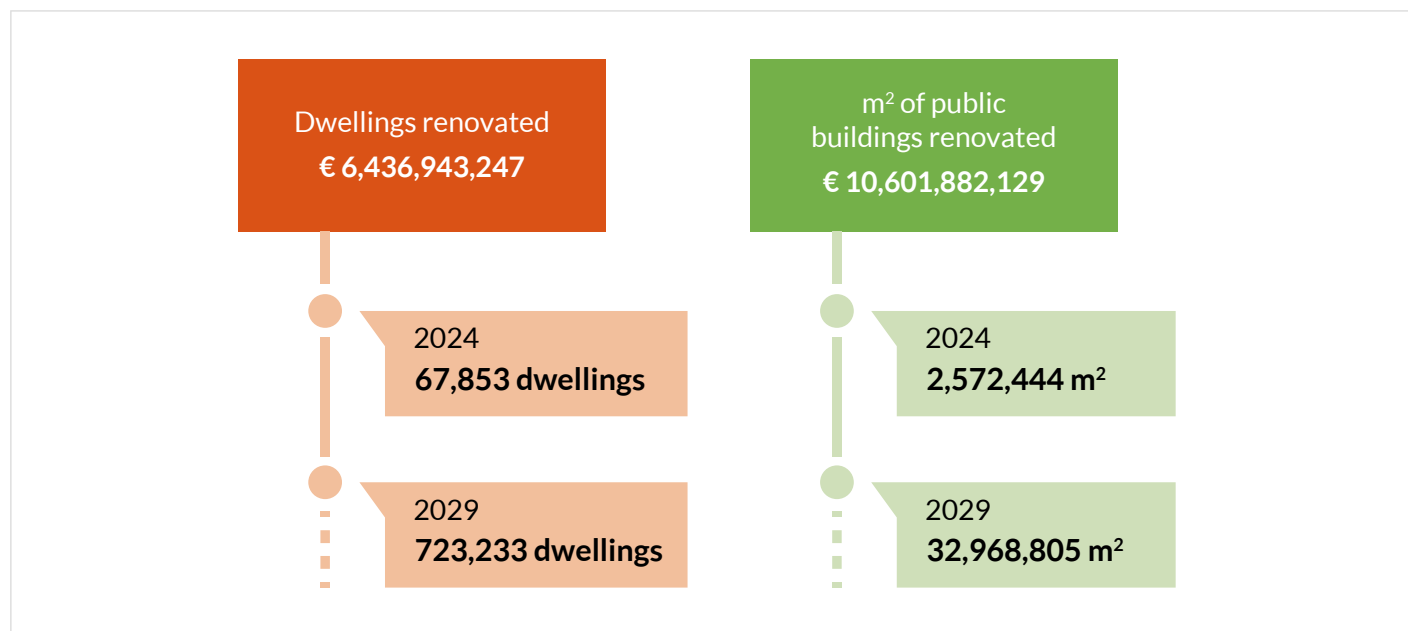 Dwellings renovated
€ 6,436,943,247
2024
67,853 dwellings
2029
723,233 dwellings
m² of public
buildings renovated
€ 10,601,882,129
2024
2,572,444 m²
2029
32,968,805 m²